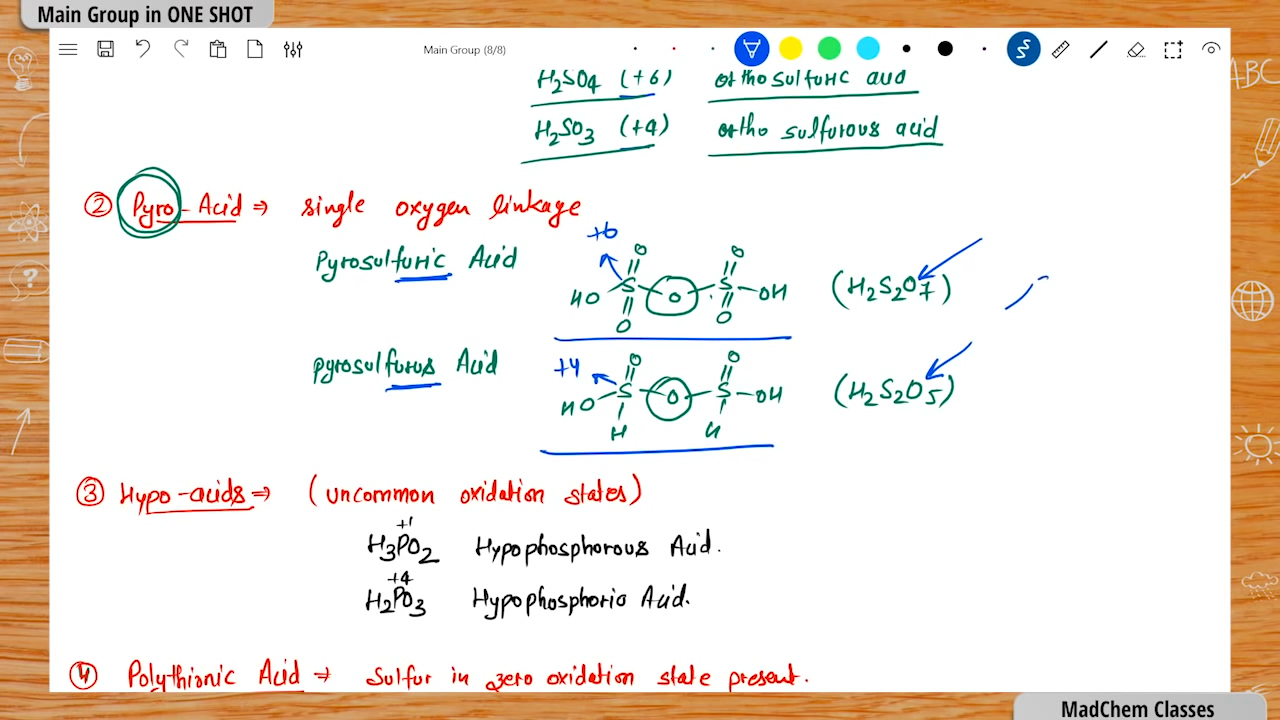 Main Group in ONE SHOT
Main Group (8/8)
ABC
H2SO4 (+6) ortho sulfuric acid
H2SO3 (+4) ortho sulfurous acid
② Pyro-Acid ⇒ single oxygen linkage
+6
Pyrosulfuric Acid
O O
HO S O S OH (H2S2O7)
O O
pyrosulfurus Acid
+4
O O
HO S O S OH (H2S2O5)
H H
③ Hypo-acids ⇒ (uncommon oxidation states)
+1
H3PO2 Hypophosphorous Acid.
+4
H2PO3 Hypophosphoric Acid.
④ Polythionic Acid ⇒ Sulfur in zero oxidation state present.
MadChem Classes